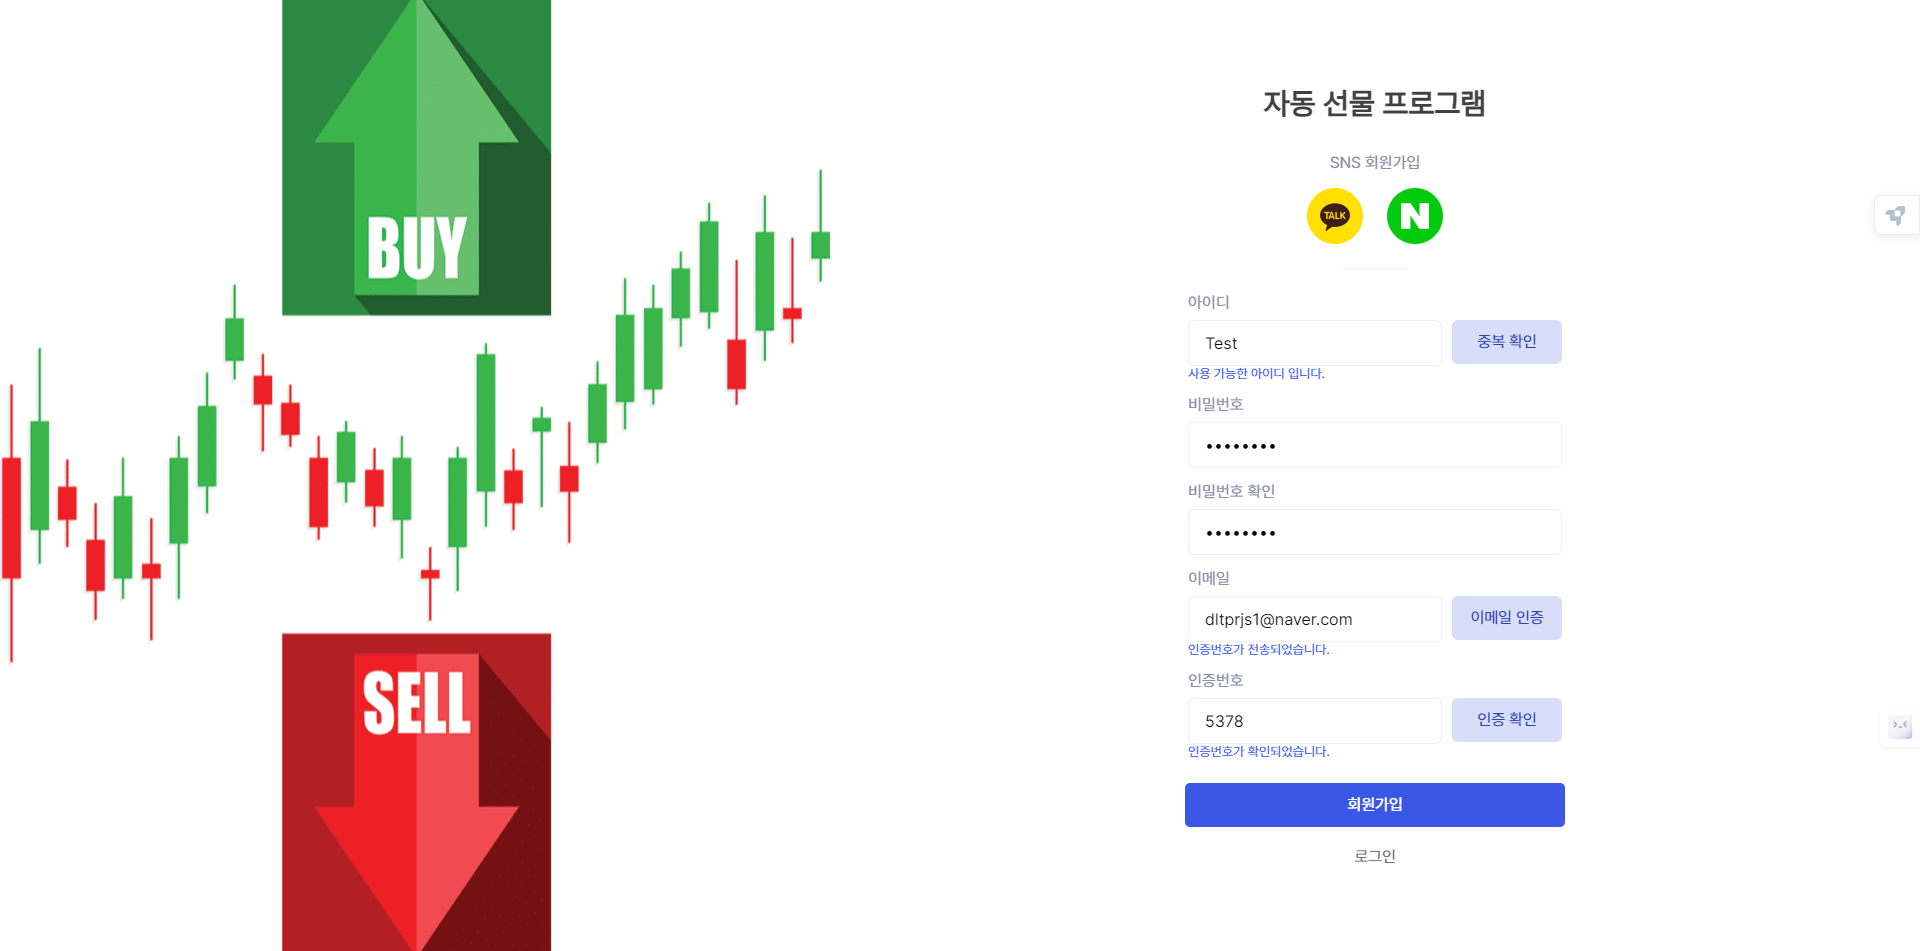 BUY
SELL
자동 선물 프로그램
SNS 회원가입
TALK N
아이디
Test 중복 확인
사용 가능한 아이디 입니다.
비밀번호
••••••••
비밀번호 확인
••••••••
이메일
dltprjs1@naver.com 이메일 인증
인증번호가 전송되었습니다.
인증번호
5378 인증 확인
인증번호가 확인되었습니다.
회원가입
로그인